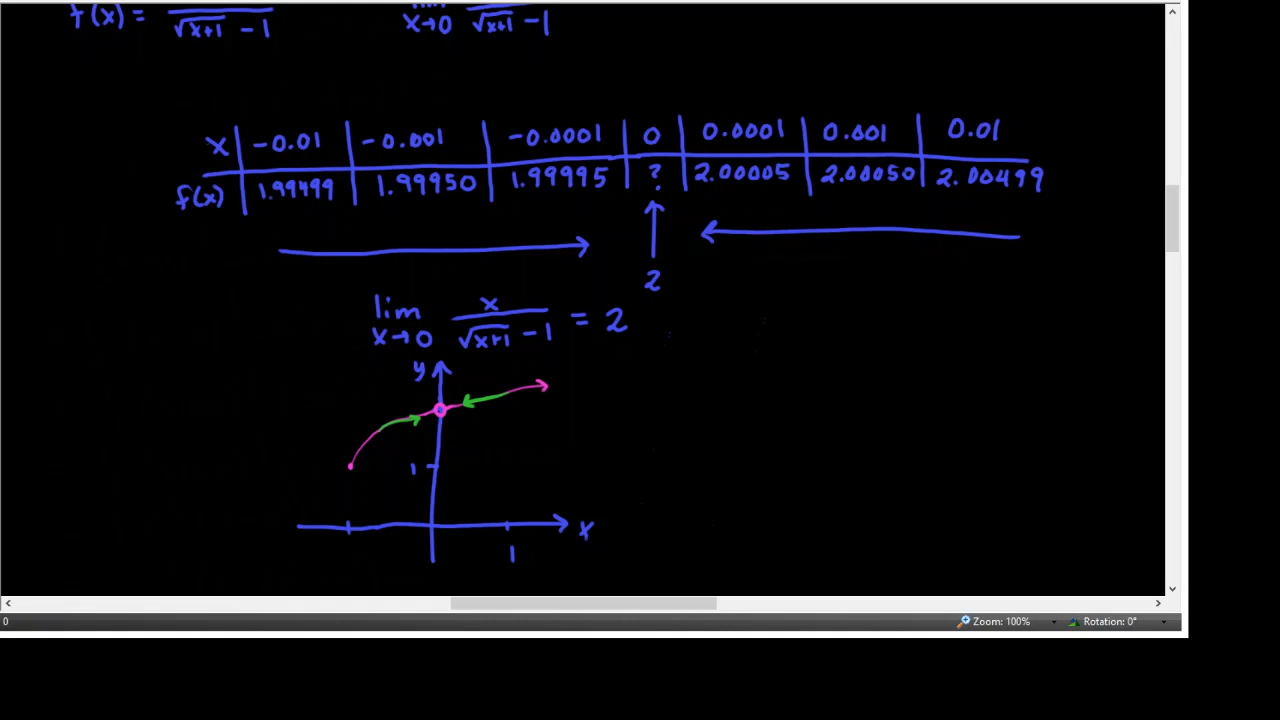 f(x) = √x+1 - 1
lim x→0 √x+1 - 1
x -0.01 -0.001 -0.0001 0 0.0001 0.001 0.01
f(x) 1.99499 1.99950 1.99995 ? 2.00005 2.00050 2.00499
2
lim x→0 x/(√x+1 - 1) = 2
y
1
x
1
0
Zoom: 100% Rotation: 0°